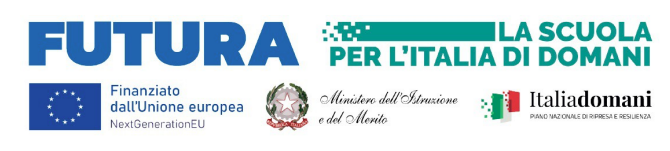 FUTURA
LA SCUOLA
PER L'ITALIA DI DOMANI
Finanziato
dall'Unione europea
NextGenerationEU
Ministero dell'Istruzione
e del Merito
Italiadomani
PIANO NAZIONALE DI RIPRESA E RESILIENZA